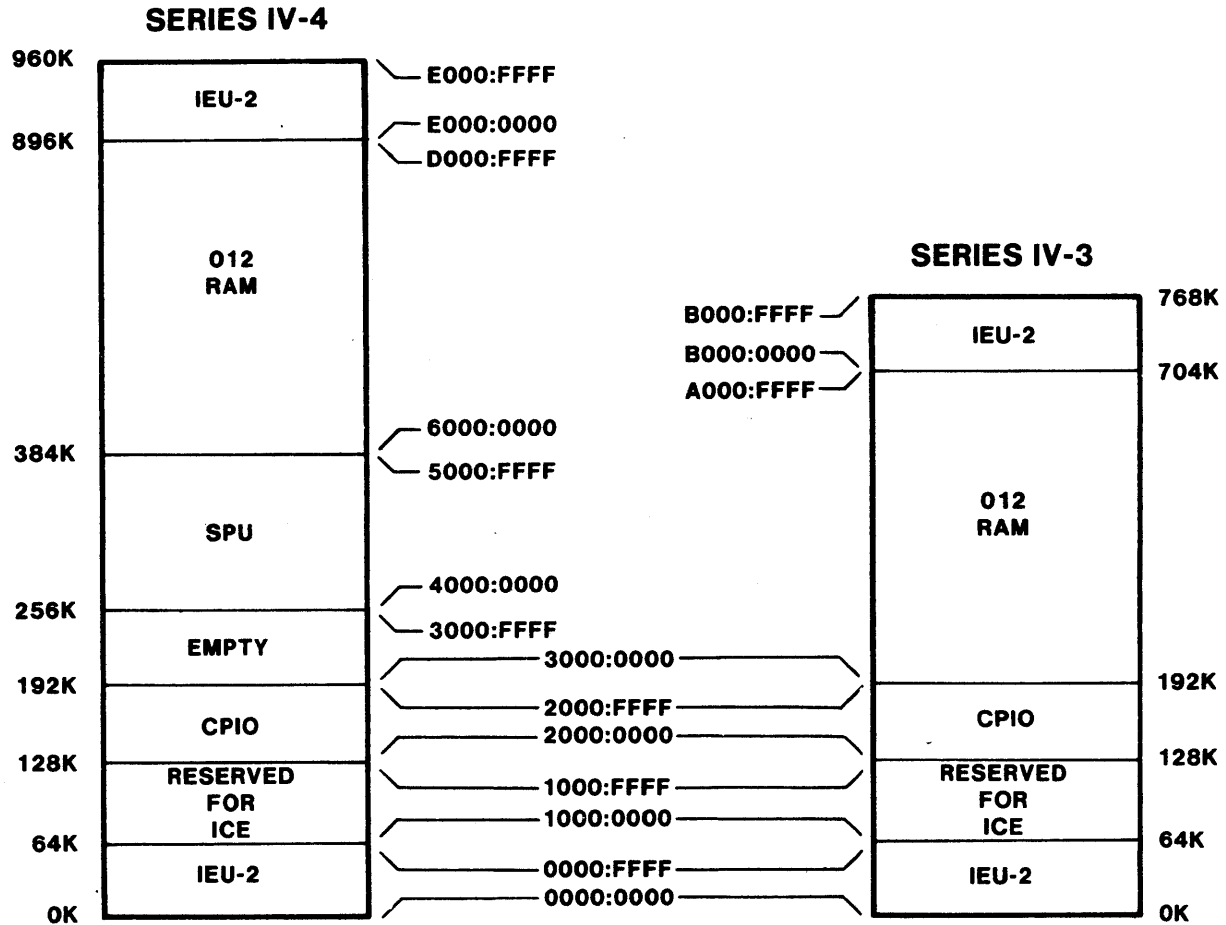 SERIES IV-4
960K
IEU-2
E000:FFFF
896K
E000:0000
D000:FFFF
012
RAM
384K
6000:0000
5000:FFFF
SPU
256K
4000:0000
3000:FFFF
EMPTY
192K
CPIO
128K
RESERVED
FOR
ICE
64K
IEU-2
0K
3000:0000
2000:FFFF
2000:0000
1000:FFFF
1000:0000
0000:FFFF
0000:0000
SERIES IV-3
768K
B000:FFFF
IEU-2
B000:0000
704K
A000:FFFF
012
RAM
192K
CPIO
128K
RESERVED
FOR
ICE
64K
IEU-2
0K